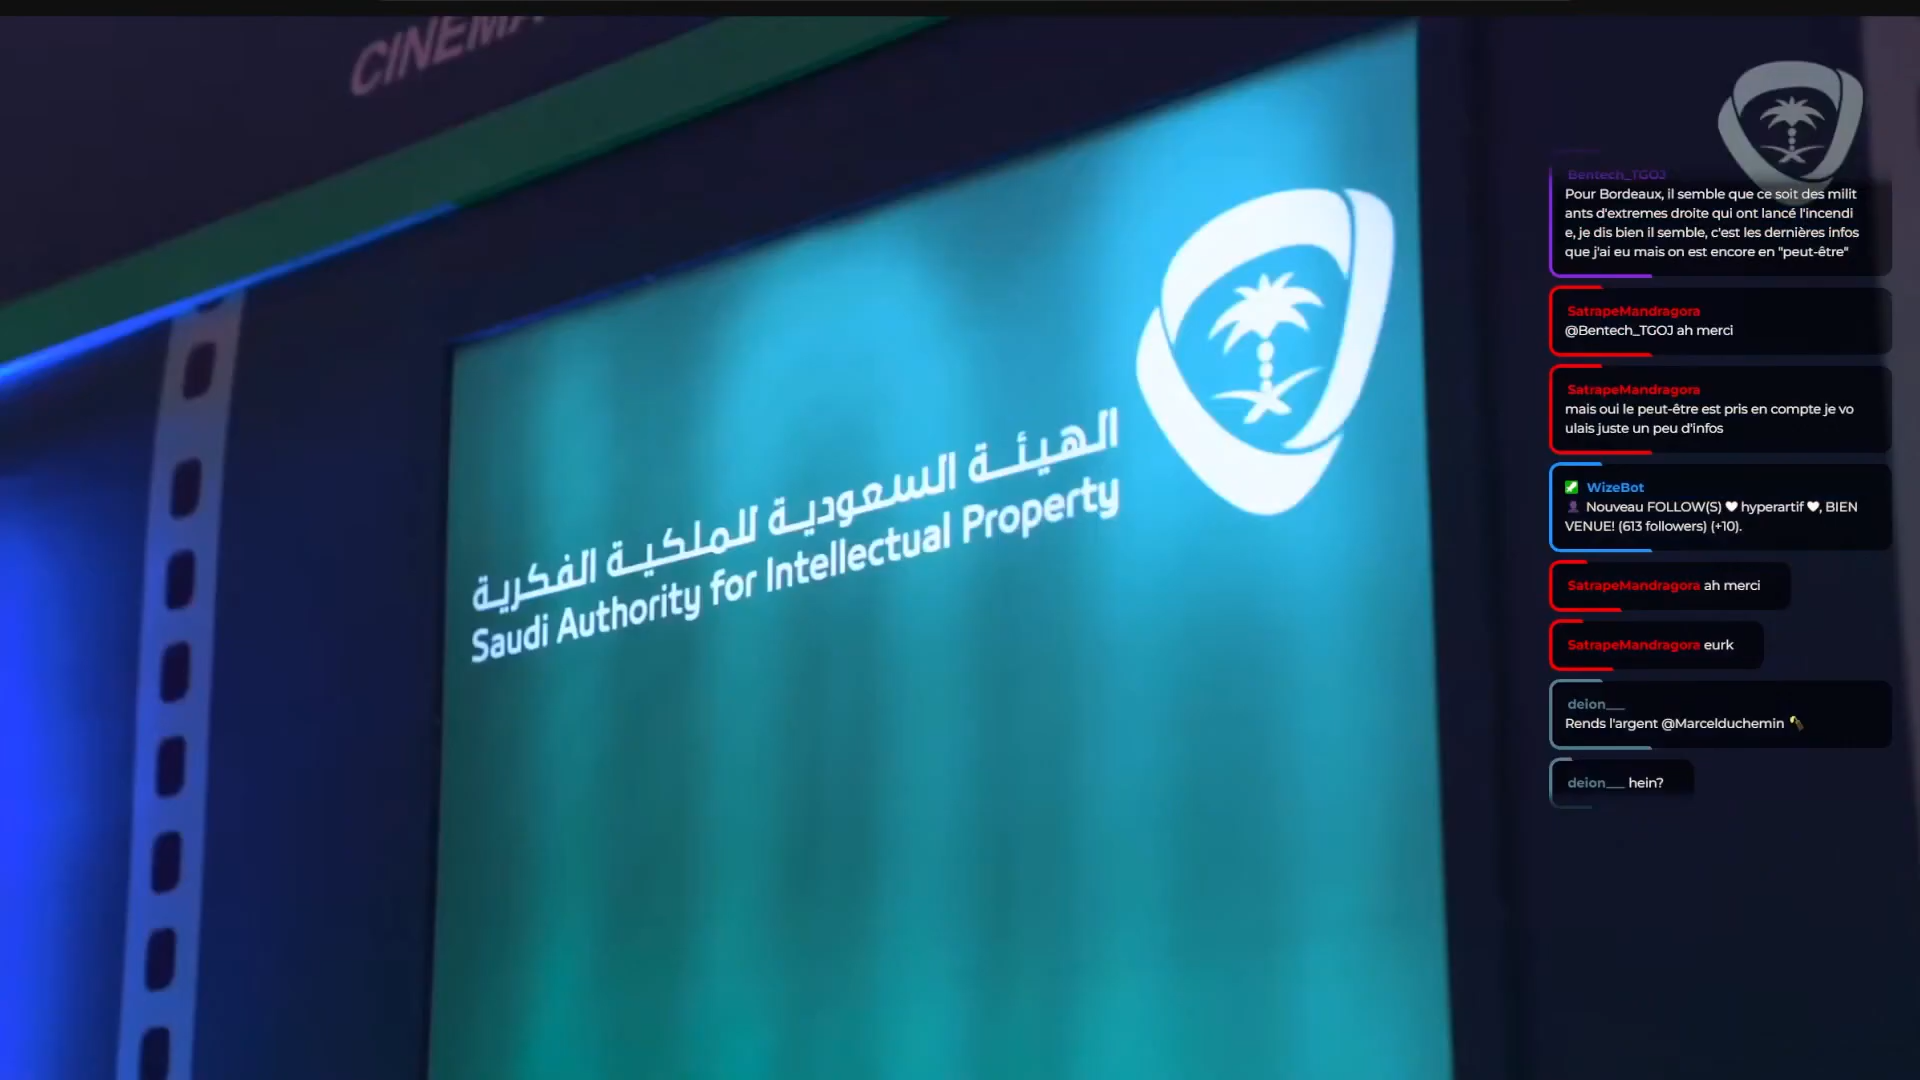 CINEMA
الهيئة السعودية للملكية الفكرية
Saudi Authority for Intellectual Property
Bentech_TGOJ
Pour Bordeaux, il semble que ce soit des milit
ants d'extremes droite qui ont lancé l'incendi
e, je dis bien il semble, c'est les dernières infos
que j'ai eu mais on est encore en "peut-être"
SatrapeMandragora
@Bentech_TGOJ ah merci
SatrapeMandragora
mais oui le peut-être est pris en compte je vo
ulais juste un peu d'infos
WizeBot
Nouveau FOLLOW(S) ♥ hyperartif ♥, BIEN
VENUE! (613 followers) (+10).
SatrapeMandragora ah merci
SatrapeMandragora eurk
deion___
Rends l'argent @Marcelduchemin
deion___ hein?